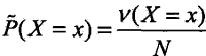 P̃(X = x) = ν(X = x) / N